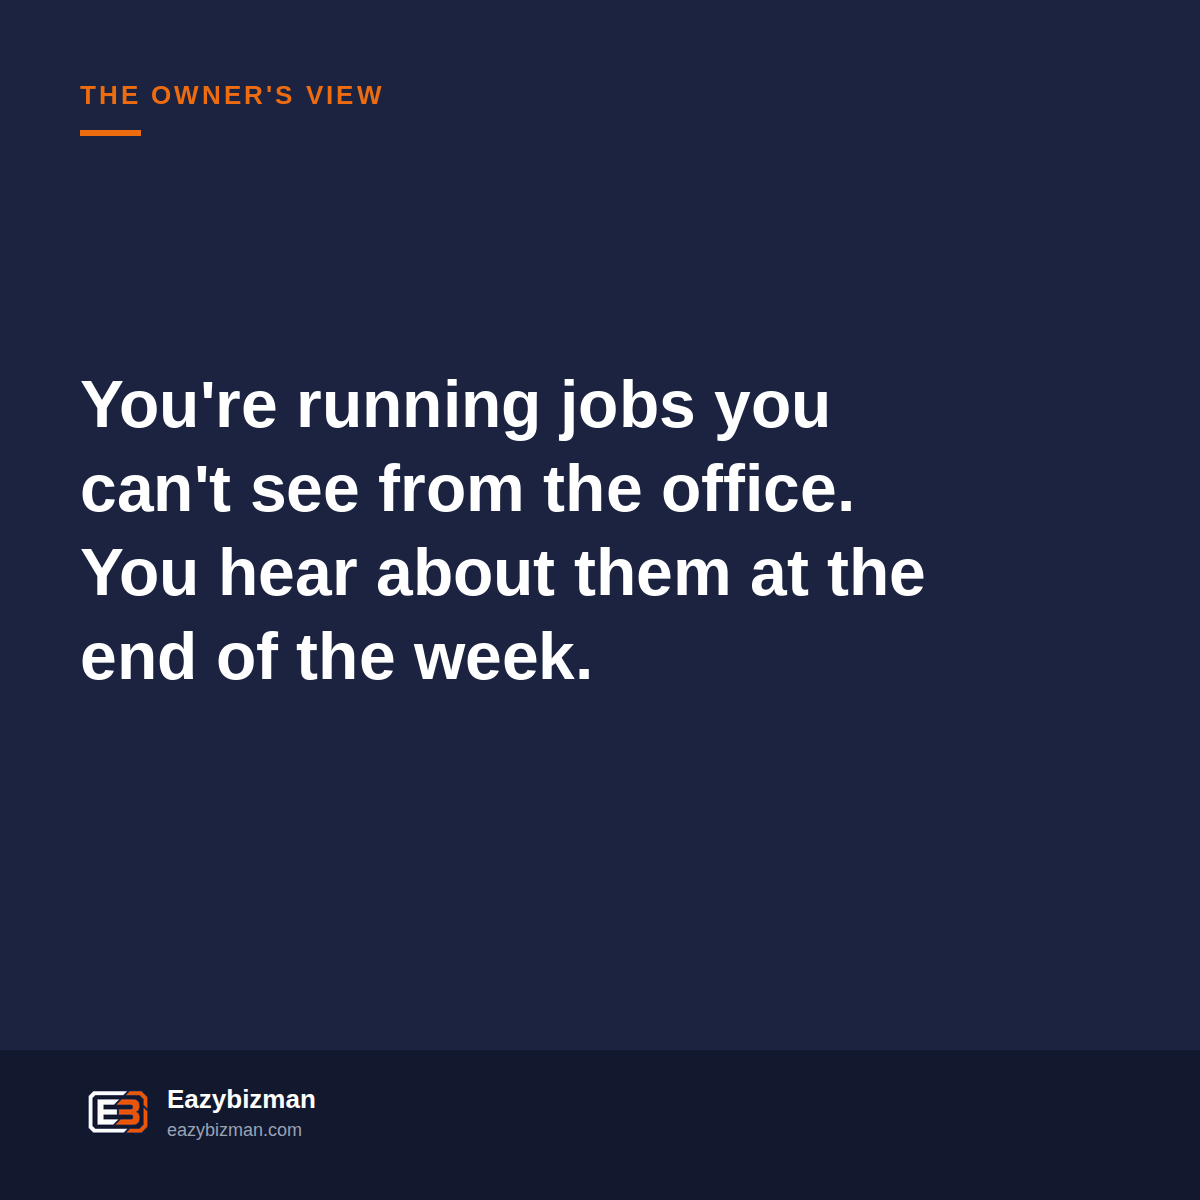 THE OWNER'S VIEW
You're running jobs you
can't see from the office.
You hear about them at the
end of the week.
EB
Eazybizman
eazybizman.com